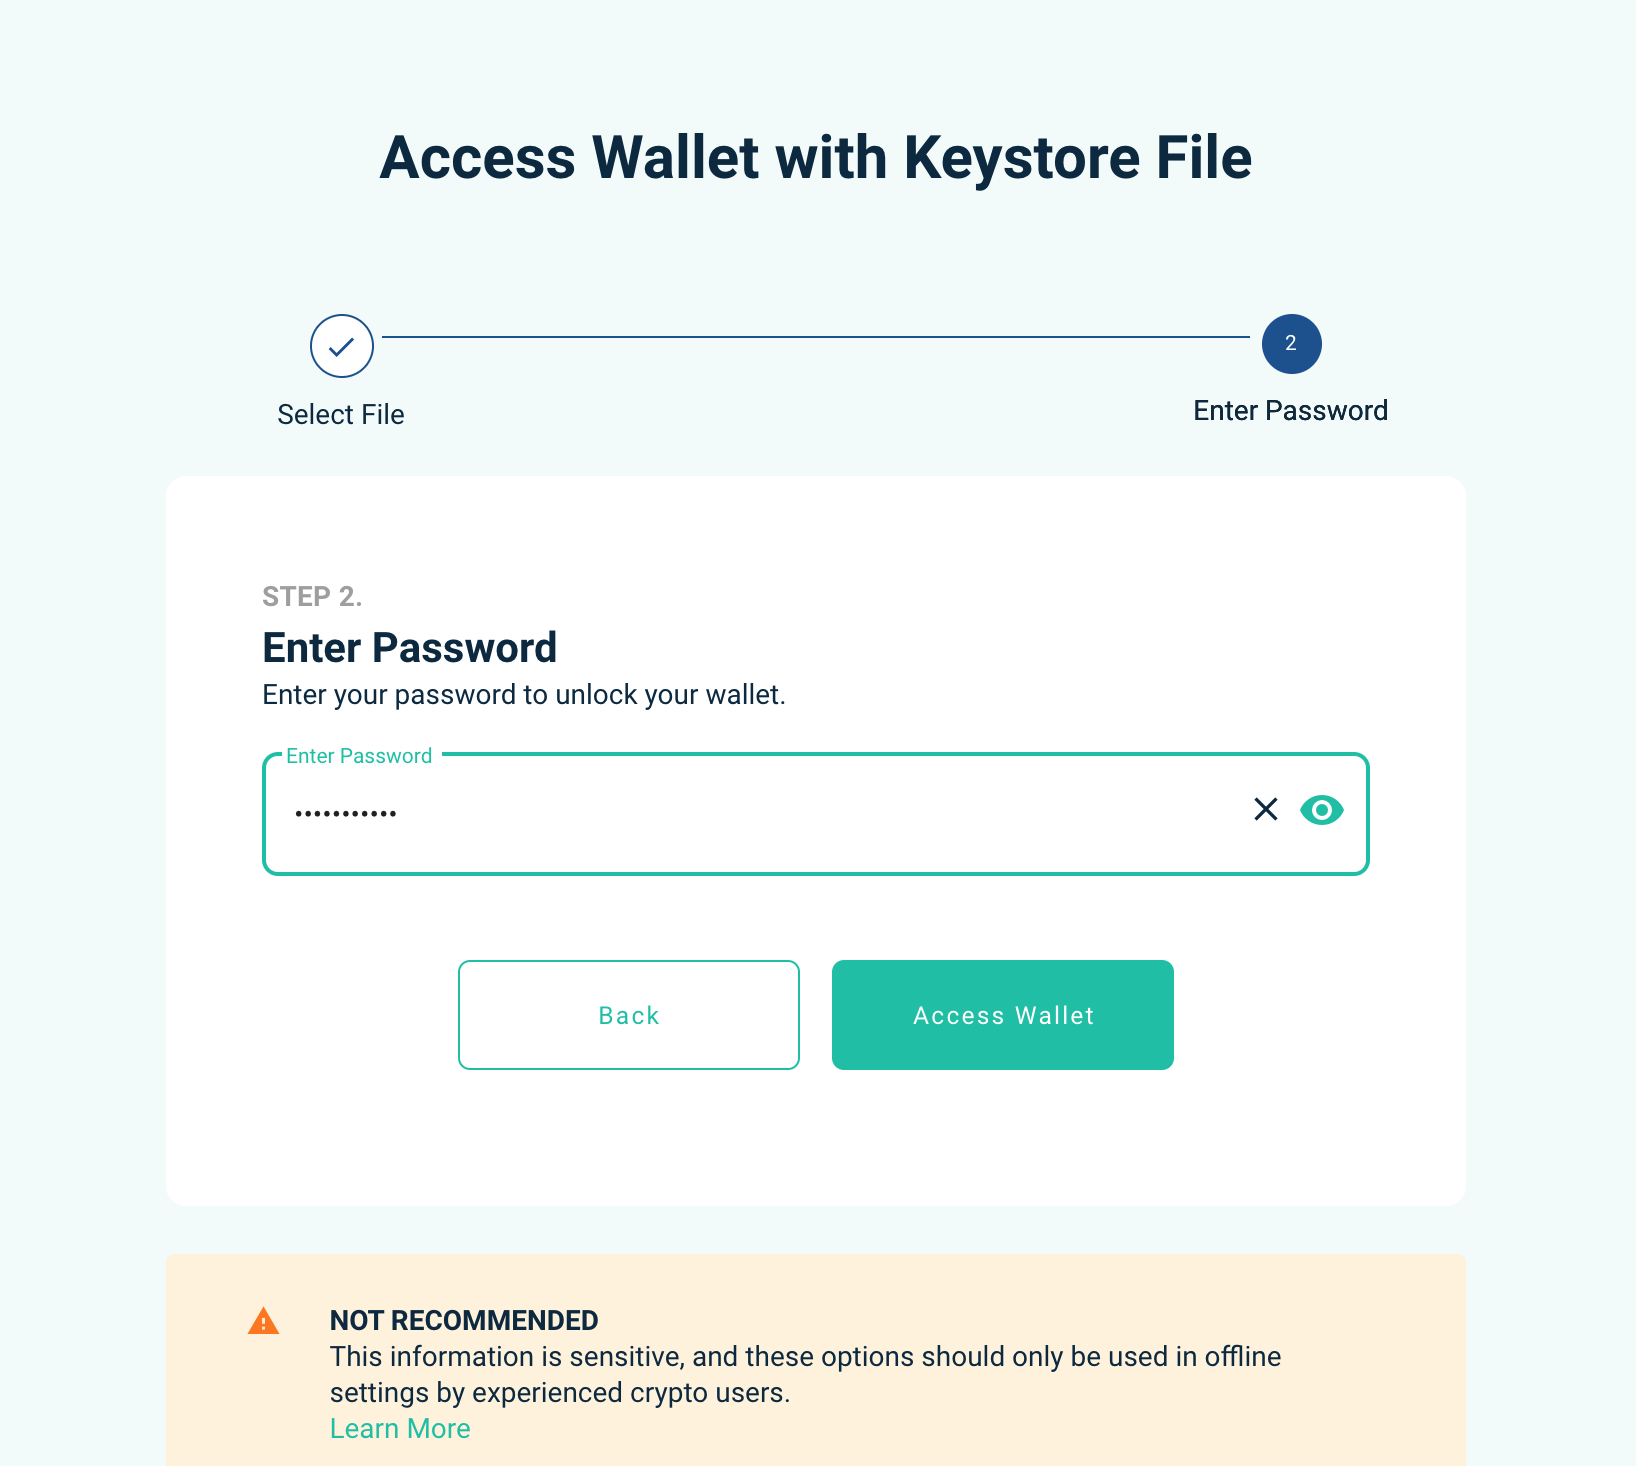 Access Wallet with Keystore File
2
Select File
Enter Password
STEP 2.
Enter Password
Enter your password to unlock your wallet.
Enter Password
•••••••••••
Back
Access Wallet
NOT RECOMMENDED
This information is sensitive, and these options should only be used in offline
settings by experienced crypto users.
Learn More